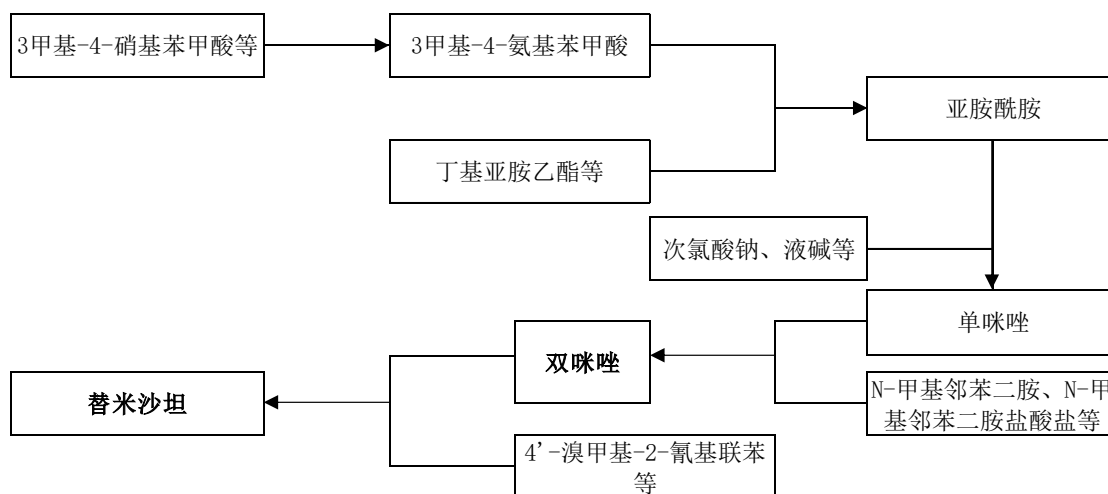 3甲基-4-硝基苯甲酸等
3甲基-4-氨基苯甲酸
亚胺酰胺
丁基亚胺乙酯等
次氯酸钠、液碱等
单咪唑
双咪唑
替米沙坦
N-甲基邻苯二胺、N-甲
基邻苯二胺盐酸盐等
4'-溴甲基-2-氰基联苯
等